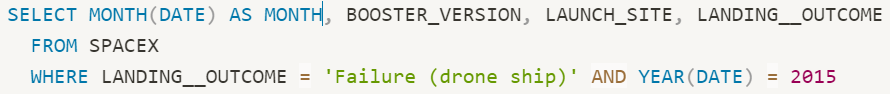 SELECT MONTH(DATE) AS MONTH, BOOSTER_VERSION, LAUNCH_SITE, LANDING__OUTCOME
FROM SPACEX
WHERE LANDING__OUTCOME = 'Failure (drone ship)' AND YEAR(DATE) = 2015